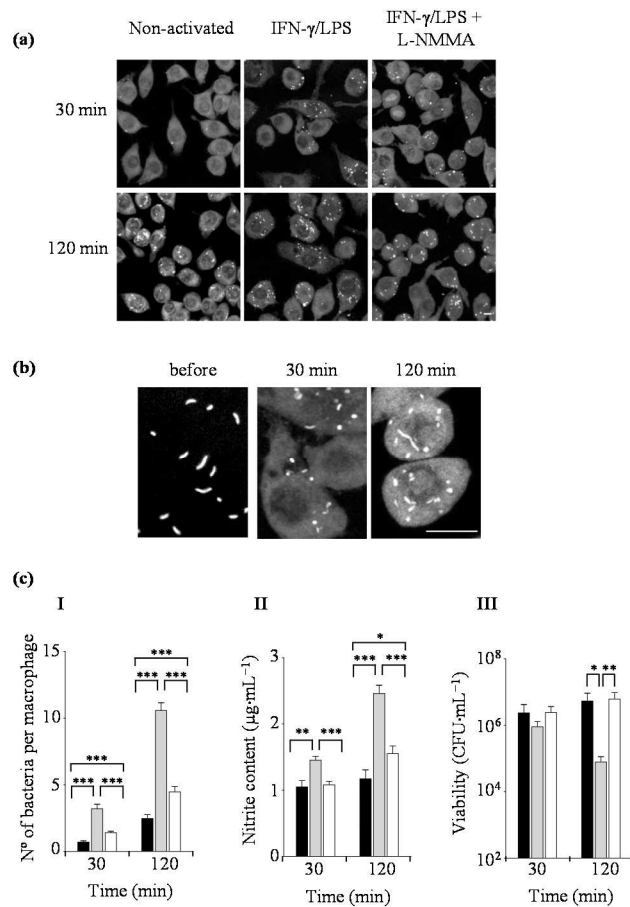 (a)
Non-activated
IFN-γ/LPS
IFN-γ/LPS +
L-NMMA
30 min
120 min
(b)
before
30 min
120 min
(c)
I
II
III
Nº of bacteria per macrophage
15
10
5
0
***
***
***
***
***
***
30
120
Time (min)
Nitrite content (µg·mL⁻¹)
3
2
1
0
**
***
*
***
***
30
120
Time (min)
Viability (CFU·mL⁻¹)
10⁸
10⁶
10⁴
10²
*
**
30
120
Time (min)